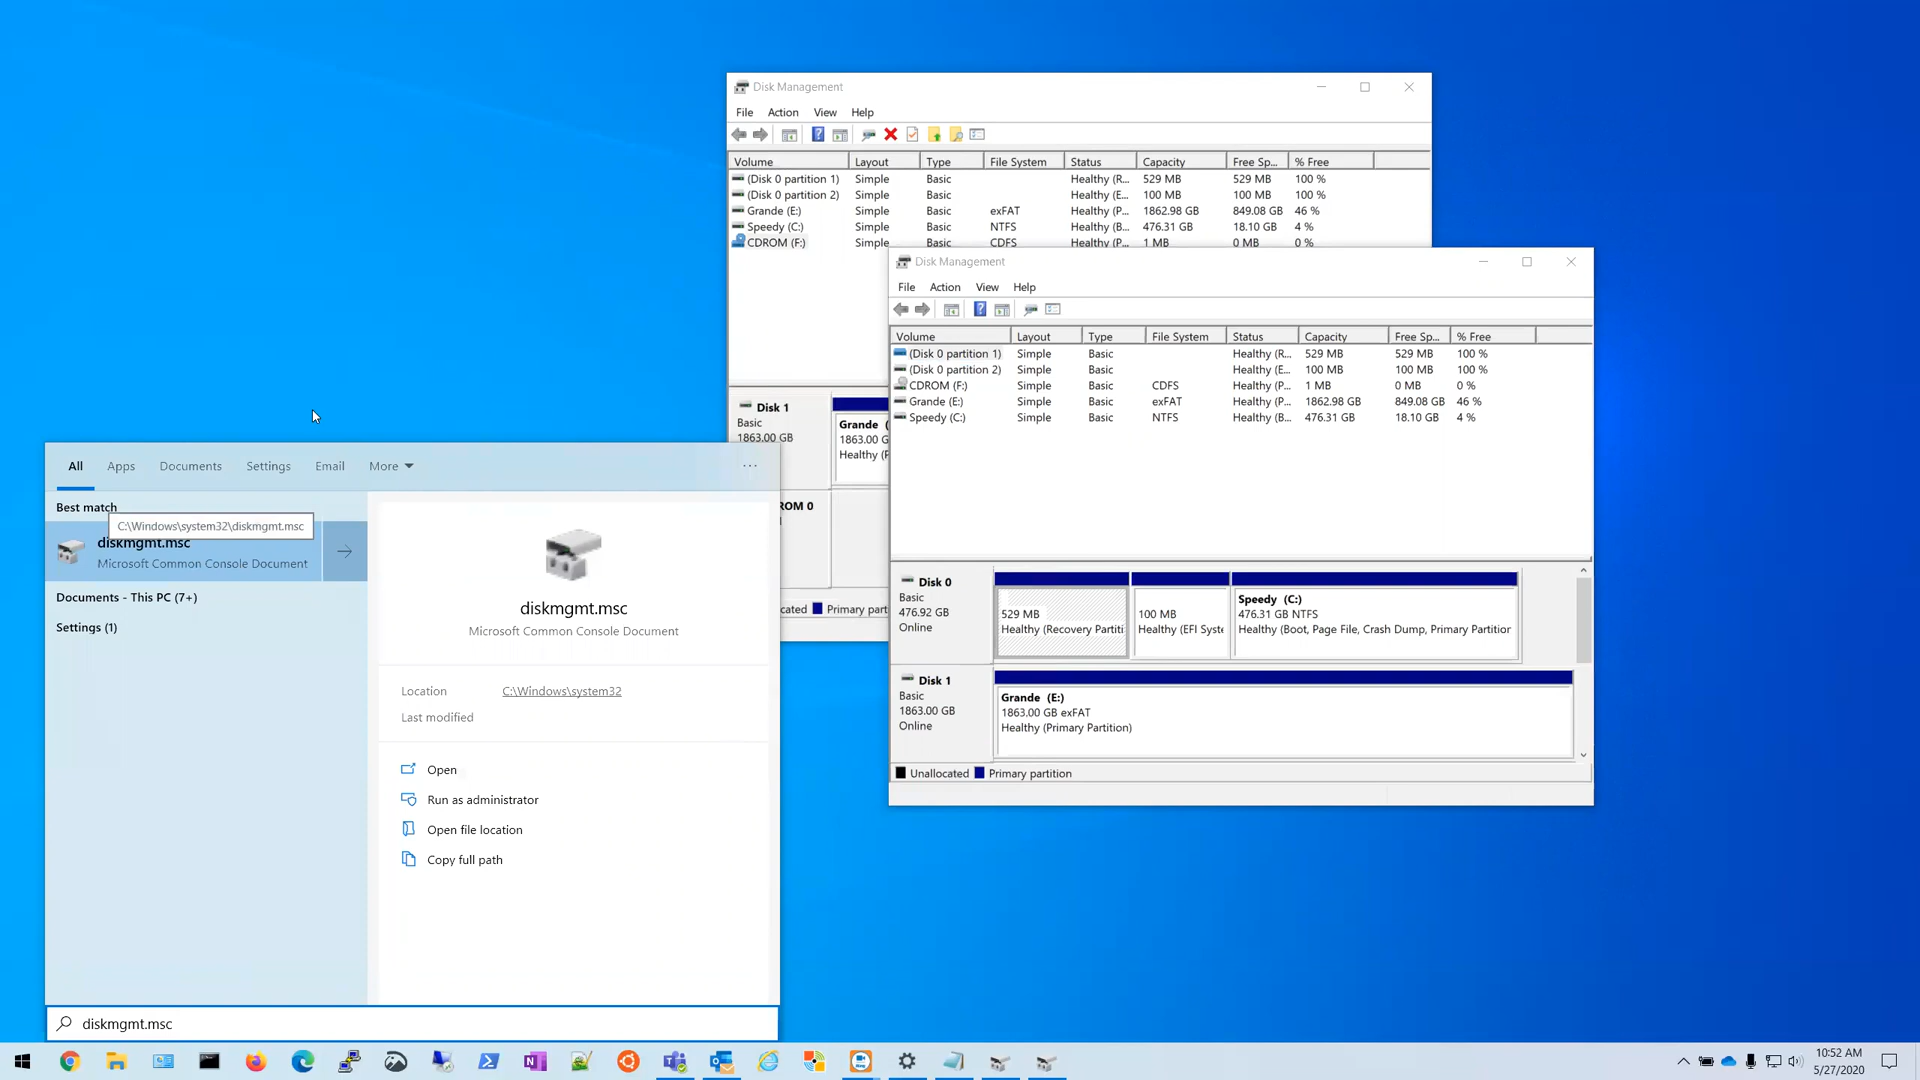 Disk Management
File Action View Help
Volume Layout Type File System Status Capacity Free Sp... % Free
(Disk 0 partition 1) Simple Basic Healthy (R... 529 MB 529 MB 100 %
(Disk 0 partition 2) Simple Basic Healthy (E... 100 MB 100 MB 100 %
Grande (E:) Simple Basic exFAT Healthy (P... 1862.98 GB 849.08 GB 46 %
Speedy (C:) Simple Basic NTFS Healthy (B... 476.31 GB 18.10 GB 4 %
CDROM (F:) Simple Basic CDFS Healthy (P... 1 MB 0 MB 0 %
Disk 1
Basic
1863.00 GB
Grande (
1863.00 G
Healthy (P
ROM 0
cated Primary part
Disk Management
File Action View Help
Volume Layout Type File System Status Capacity Free Sp... % Free
(Disk 0 partition 1) Simple Basic Healthy (R... 529 MB 529 MB 100 %
(Disk 0 partition 2) Simple Basic Healthy (E... 100 MB 100 MB 100 %
CDROM (F:) Simple Basic CDFS Healthy (P... 1 MB 0 MB 0 %
Grande (E:) Simple Basic exFAT Healthy (P... 1862.98 GB 849.08 GB 46 %
Speedy (C:) Simple Basic NTFS Healthy (B... 476.31 GB 18.10 GB 4 %
Disk 0
Basic
476.92 GB
Online
529 MB
Healthy (Recovery Partiti
100 MB
Healthy (EFI Syste
Speedy (C:)
476.31 GB NTFS
Healthy (Boot, Page File, Crash Dump, Primary Partition
Disk 1
Basic
1863.00 GB
Online
Grande (E:)
1863.00 GB exFAT
Healthy (Primary Partition)
Unallocated Primary partition
All Apps Documents Settings Email More ...
Best match
C:\Windows\system32\diskmgmt.msc
diskmgmt.msc
Microsoft Common Console Document
Documents - This PC (7+)
Settings (1)
diskmgmt.msc
Microsoft Common Console Document
Location C:\Windows\system32
Last modified
Open
Run as administrator
Open file location
Copy full path
diskmgmt.msc
10:52 AM
5/27/2020